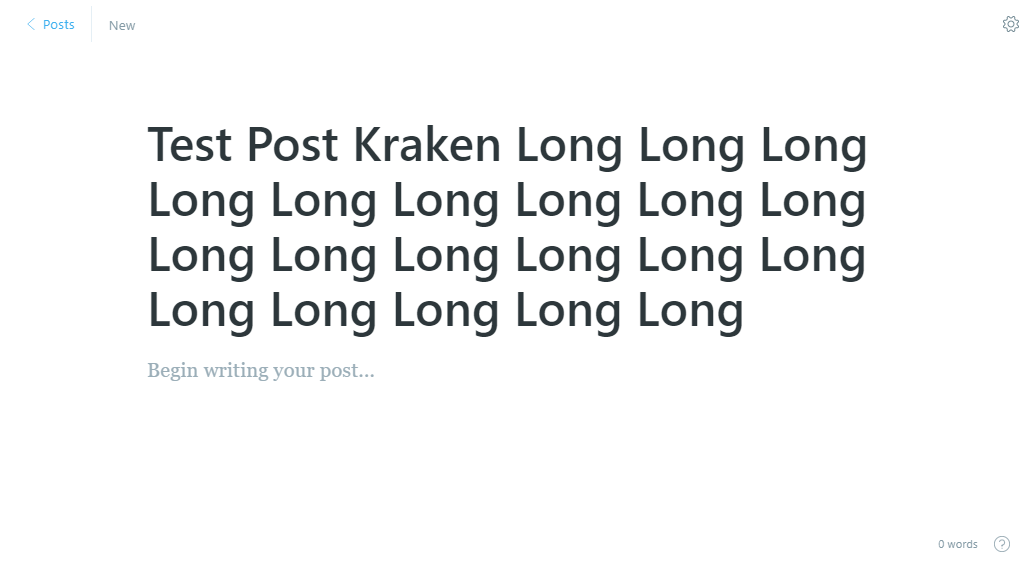 Posts New
Test Post Kraken Long Long Long
Long Long Long Long Long Long
Long Long Long Long Long Long
Long Long Long Long Long
Begin writing your post...
0 words ?